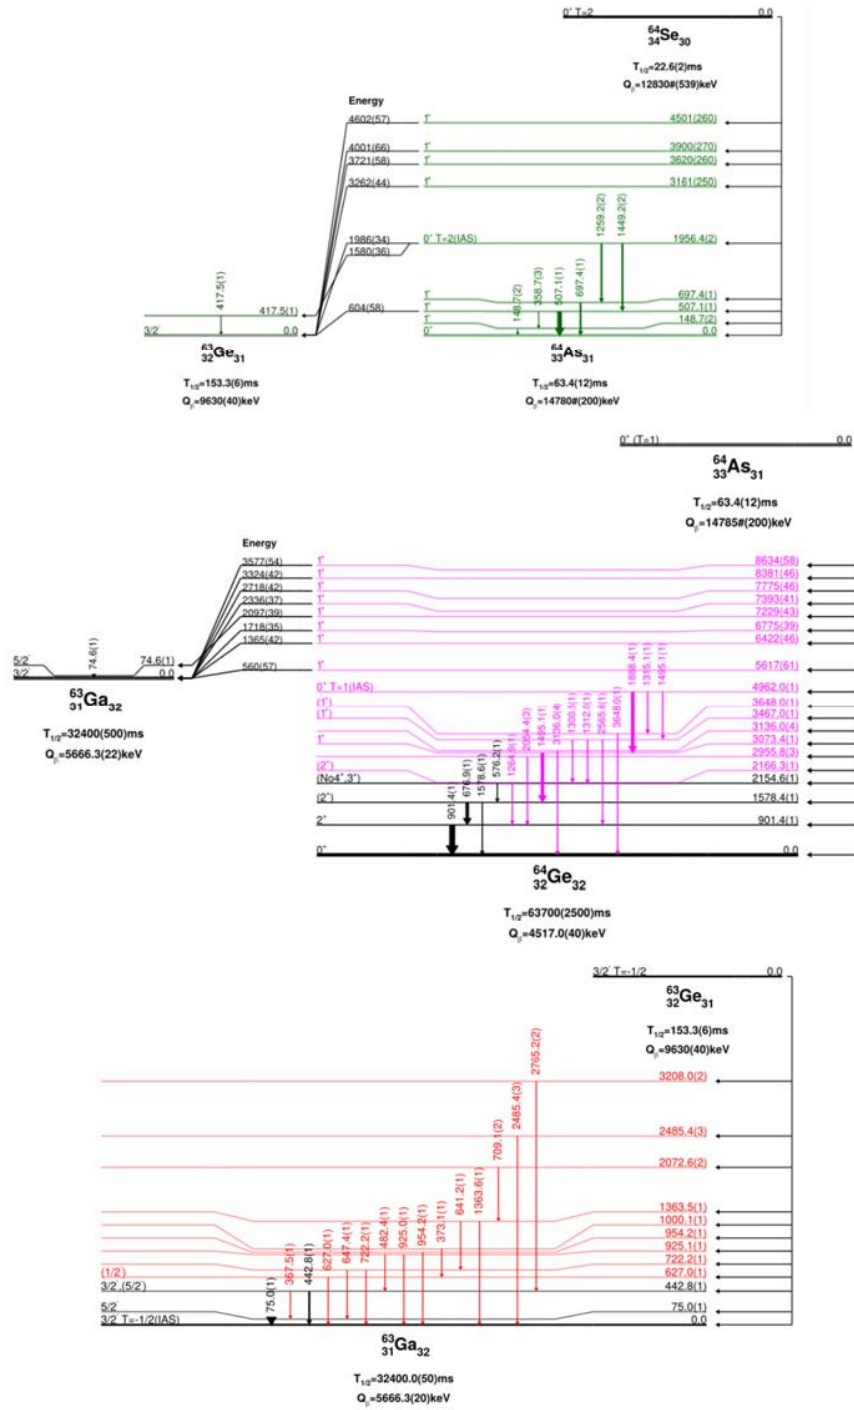 0⁺ T=2 0.0
⁶⁴₃₄Se₃₀
T₁/₂=22.6(2)ms
Qᵦ=12830#(539)keV
Energy
4602(57) 1⁺ 4501(260)
4001(66) 1⁺ 3900(270)
3721(58) 1⁺ 3620(260)
3262(44) 1⁺ 3161(250)
1259.2(2) 1449.2(2)
1986(34) 0⁺ T=2(IAS) 1956.4(2)
1580(36)
417.5(1) 148.7(2) 358.7(3) 507.1(1) 697.4(1)
1⁺ 697.4(1)
417.5(1) 604(58) 1⁺ 507.1(1)
1⁺ 148.7(2)
3/2⁻ 0.0 0⁺ 0.0
⁶³₃₂Ge₃₁ ⁶⁴₃₃As₃₁
T₁/₂=153.3(6)ms T₁/₂=63.4(12)ms
Qᵦ=9630(40)keV Qᵦ=14780#(200)keV
0⁺ (T=1) 0.0
⁶⁴₃₃As₃₁
T₁/₂=63.4(12)ms
Qᵦ=14785#(200)keV
Energy
3577(54) 1⁺ 8634(58)
3324(42) 1⁺ 8381(46)
2718(42) 1⁺ 7775(46)
2336(37) 1⁺ 7393(41)
2097(39) 1⁺ 7229(43)
1718(35) 1⁺ 6775(39)
1365(42) 1⁺ 6422(46)
74.6(1)
5/2⁻ 74.6(1)
3/2⁻ 0.0 560(57) 1⁺ 5617(61)
⁶³₃₁Ga₃₂
T₁/₂=32400(500)ms
Qᵦ=5666.3(22)keV
1888.4(1) 1315.1(1) 1495.1(1)
0⁺ T=1(IAS) 4962.0(1)
(1⁺) 3648.0(1)
(1⁺) 3467.0(1)
3136.0(4)
1⁺ 3073.4(1)
2955.8(3)
(2⁺) 2166.3(1)
(No4⁺,3⁺) 2154.6(1)
(2⁺) 1578.4(1)
2⁺ 901.4(1)
0⁺ 0.0
901.4(1) 676.9(1) 1578.6(1) 576.2(1) 1264.9(1) 2054.4(3) 1495.1(1) 3136.0(4) 1300.5(1) 1312.0(1) 2565.6(1) 3648.0(1)
⁶⁴₃₂Ge₃₂
T₁/₂=63700(2500)ms
Qᵦ=4517.0(40)keV
3/2⁻ T=-1/2 0.0
⁶³₃₂Ge₃₁
T₁/₂=153.3(6)ms
Qᵦ=9630(40)keV
2765.2(2)
3208.0(2)
2485.4(3)
2485.4(3)
709.1(2)
2072.6(2)
1363.5(1)
1000.1(1)
954.2(1)
925.1(1)
722.2(1)
(1/2⁻) 627.0(1)
3/2⁻,(5/2⁻) 442.8(1)
5/2⁻ 75.0(1)
3/2⁻ T=-1/2(IAS) 0.0
75.0(1) 367.5(1) 442.8(1) 627.0(1) 647.4(1) 722.2(1) 482.4(1) 925.0(1) 954.2(1) 373.1(1) 641.2(1) 1363.6(1)
⁶³₃₁Ga₃₂
T₁/₂=32400.0(50)ms
Qᵦ=5666.3(20)keV